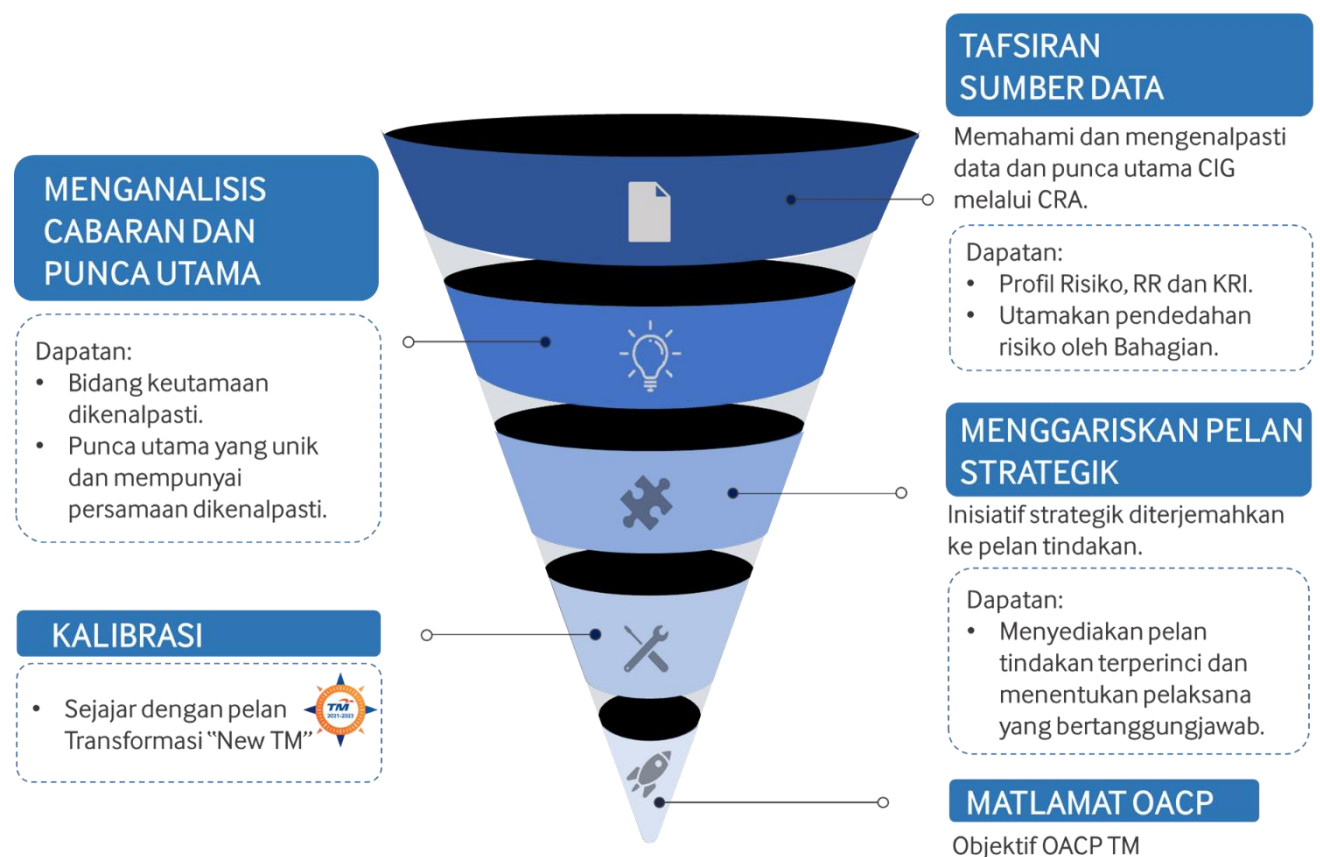 TAFSIRAN
SUMBER DATA
Memahami dan mengenalpasti
data dan punca utama CIG
melalui CRA.
Dapatan:
• Profil Risiko, RR dan KRI.
• Utamakan pendedahan
risiko oleh Bahagian.
MENGANALISIS
CABARAN DAN
PUNCA UTAMA
Dapatan:
• Bidang keutamaan
dikenalpasti.
• Punca utama yang unik
dan mempunyai
persamaan dikenalpasti.
MENGGARISKAN PELAN
STRATEGIK
Inisiatif strategik diterjemahkan
ke pelan tindakan.
Dapatan:
• Menyediakan pelan
tindakan terperinci dan
menentukan pelaksana
yang bertanggungjawab.
KALIBRASI
• Sejajar dengan pelan
Transformasi “New TM”
TM
2021-2023
MATLAMAT OACP
Objektif OACP TM